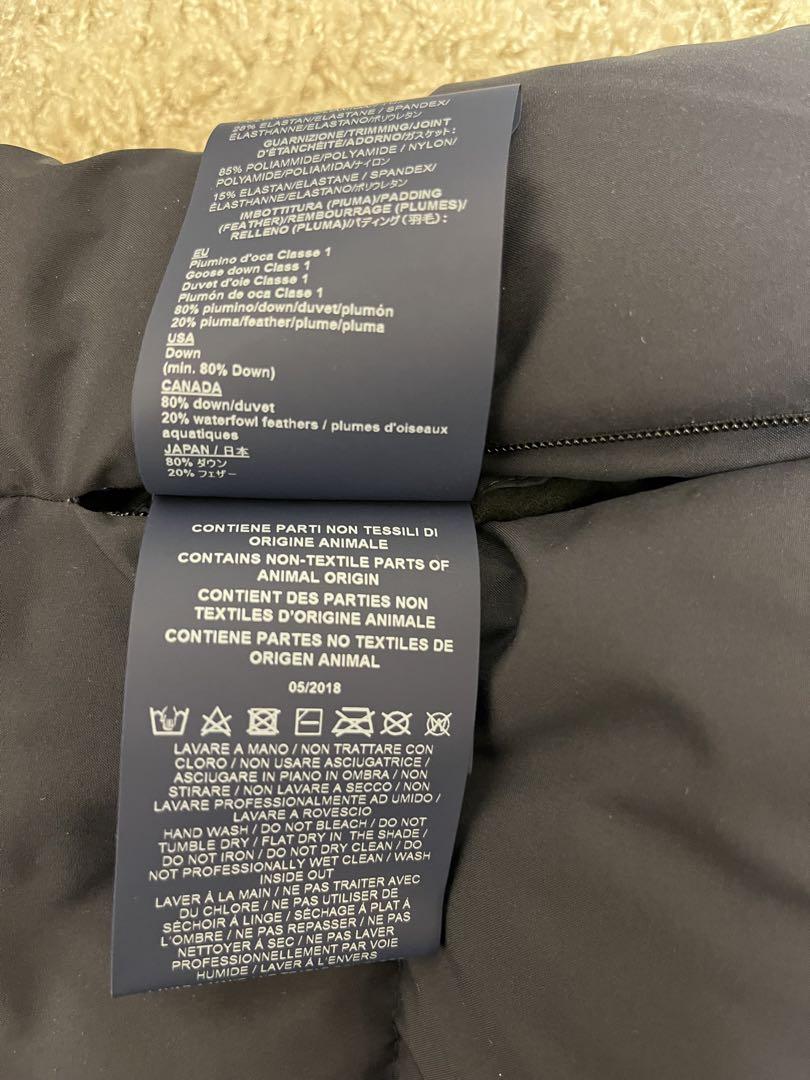 28% ELASTAN/ELASTANE / SPANDEX/
ÉLASTHANNE/ELASTANO/ポリウレタン
GUARNIZIONE/TRIMMING/JOINT
D'ÉTANCHÉITÉ/ADORNO/ガスケット:
85% POLIAMMIDE/POLYAMIDE / NYLON/
POLYAMIDE/POLIAMIDA/ナイロン
15% ELASTAN/ELASTANE / SPANDEX/
ÉLASTHANNE/ELASTANO/ポリウレタン
IMBOTTITURA (PIUMA)/PADDING
(FEATHER)/REMBOURRAGE (PLUMES)/
RELLENO (PLUMA)/パディング(羽毛):
EU
Piumino d'oca Classe 1
Goose down Class 1
Duvet d'oie Classe 1
Plumón de oca Clase 1
80% piumino/down/duvet/plumón
20% piuma/feather/plume/pluma
USA
Down
(min. 80% Down)
CANADA
80% down/duvet
20% waterfowl feathers / plumes d'oiseaux
aquatiques
JAPAN / 日本
80% ダウン
20% フェザー
CONTIENE PARTI NON TESSILI DI
ORIGINE ANIMALE
CONTAINS NON-TEXTILE PARTS OF
ANIMAL ORIGIN
CONTIENT DES PARTIES NON
TEXTILES D'ORIGINE ANIMALE
CONTIENE PARTES NO TEXTILES DE
ORIGEN ANIMAL
05/2018
LAVARE A MANO / NON TRATTARE CON
CLORO / NON USARE ASCIUGATRICE /
ASCIUGARE IN PIANO IN OMBRA / NON
STIRARE / NON LAVARE A SECCO / NON
LAVARE PROFESSIONALMENTE AD UMIDO /
LAVARE A ROVESCIO
HAND WASH / DO NOT BLEACH / DO NOT
TUMBLE DRY / FLAT DRY IN THE SHADE /
DO NOT IRON / DO NOT DRY CLEAN / DO
NOT PROFESSIONALLY WET CLEAN / WASH
INSIDE OUT
LAVER À LA MAIN / NE PAS TRAITER AVEC
DU CHLORE / NE PAS UTILISER DE
SÉCHOIR À LINGE / SÉCHAGE À PLAT À
L'OMBRE / NE PAS REPASSER / NE PAS
NETTOYER À SEC / NE PAS LAVER
PROFESSIONNELLEMENT PAR VOIE
HUMIDE / LAVER À L'ENVERS